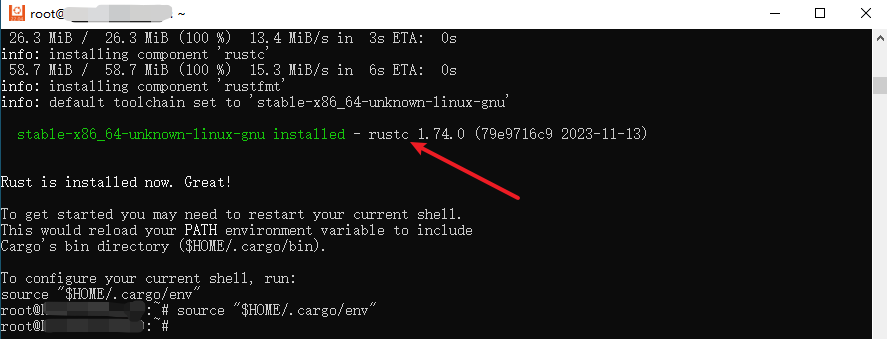 root@ : ~
26.3 MiB /  26.3 MiB (100 %)  13.4 MiB/s in  3s ETA:  0s
info: installing component 'rustc'
58.7 MiB /  58.7 MiB (100 %)  15.3 MiB/s in  6s ETA:  0s
info: installing component 'rustfmt'
info: default toolchain set to 'stable-x86_64-unknown-linux-gnu'
stable-x86_64-unknown-linux-gnu installed - rustc 1.74.0 (79e9716c9 2023-11-13)
Rust is installed now. Great!
To get started you may need to restart your current shell.
This would reload your PATH environment variable to include
Cargo's bin directory ($HOME/.cargo/bin).
To configure your current shell, run:
source "$HOME/.cargo/env"
root@ :~# source "$HOME/.cargo/env"
root@ :~#